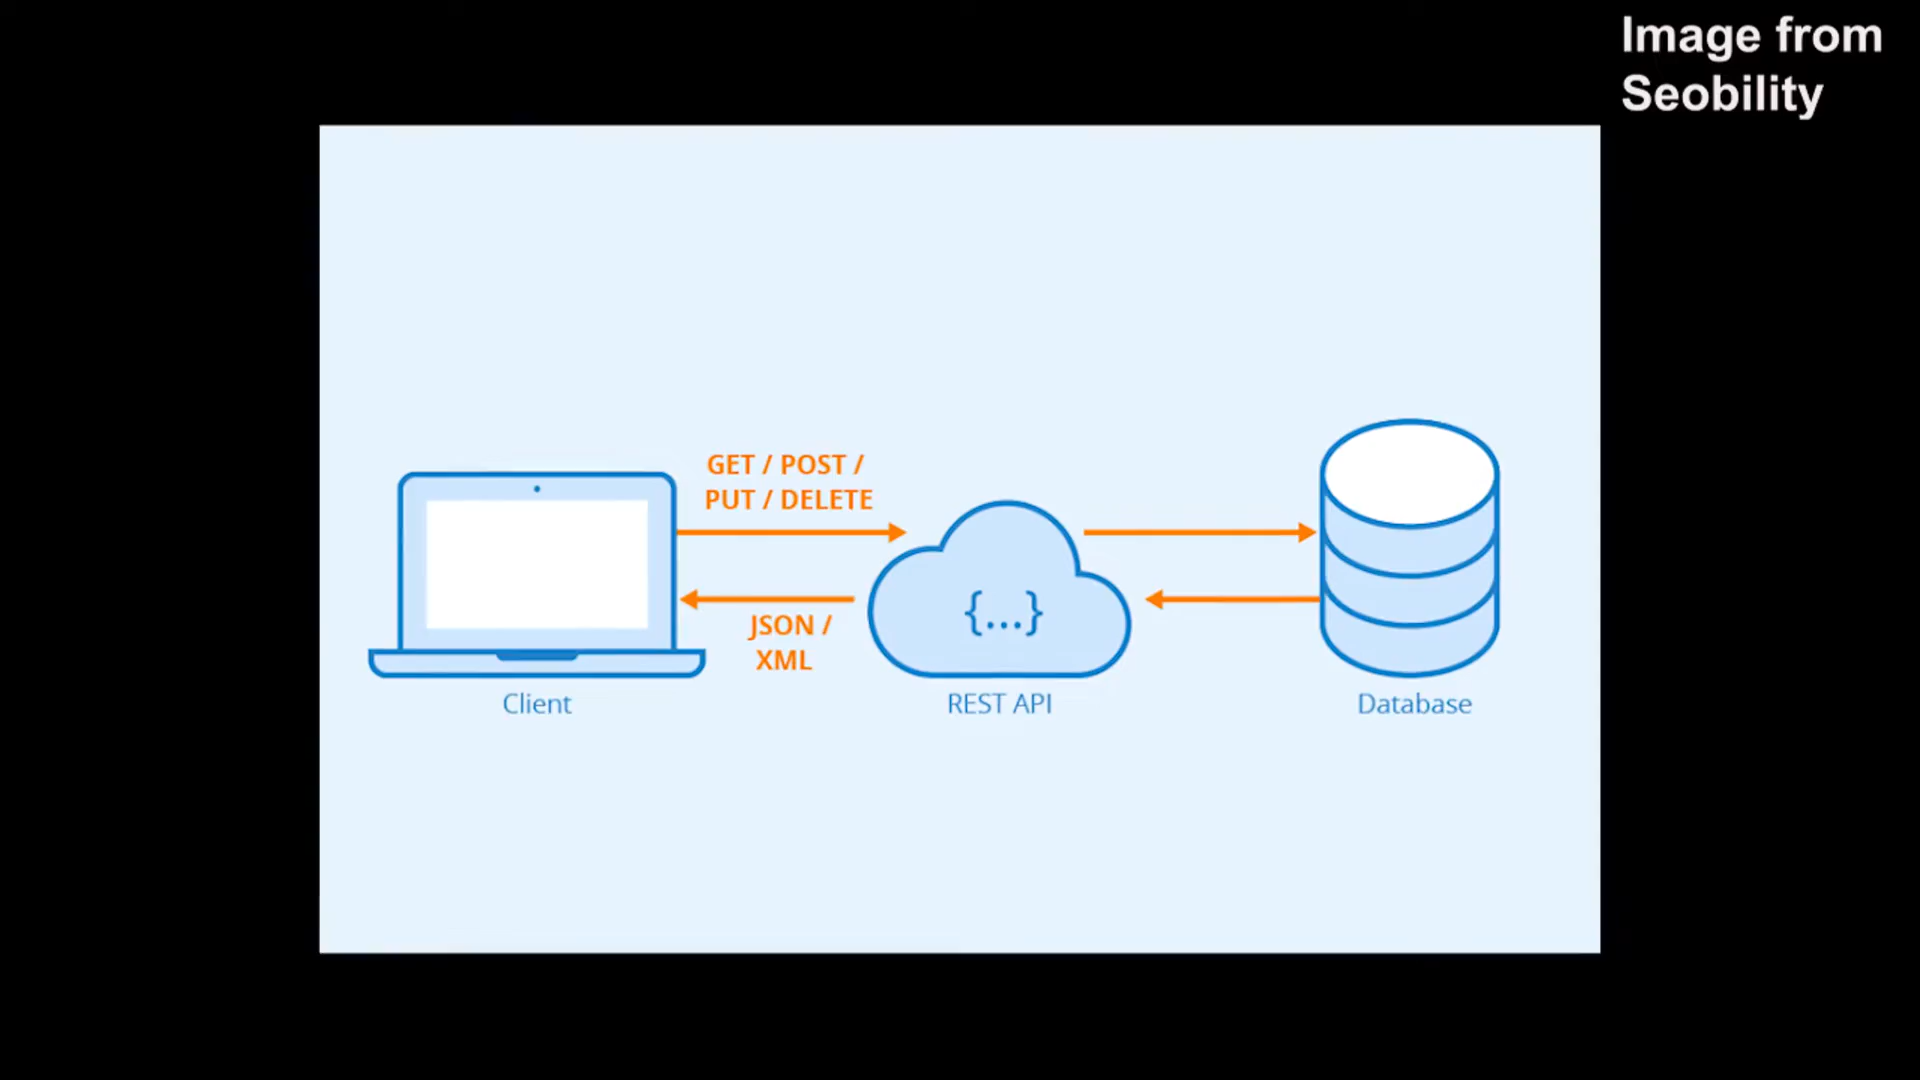 Image from
Seobility
GET / POST /
PUT / DELETE
{...}
JSON /
XML
Client
REST API
Database